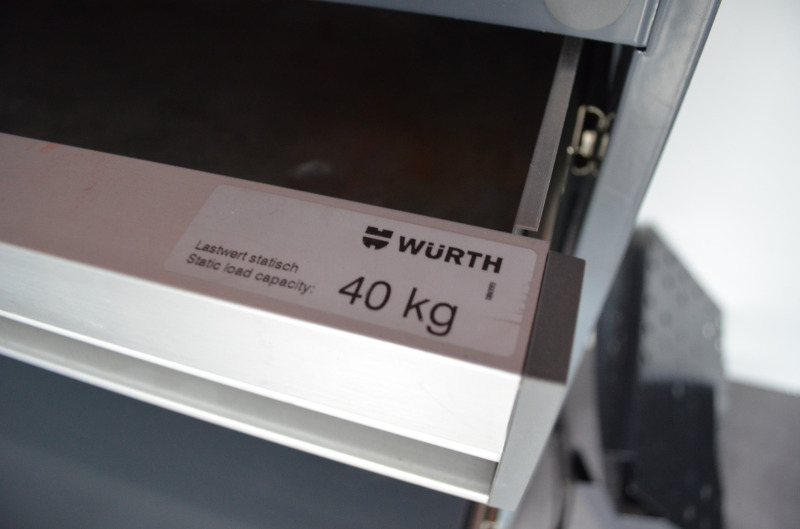 WÜRTH
Lastwert statisch
Static load capacity:
40 kg